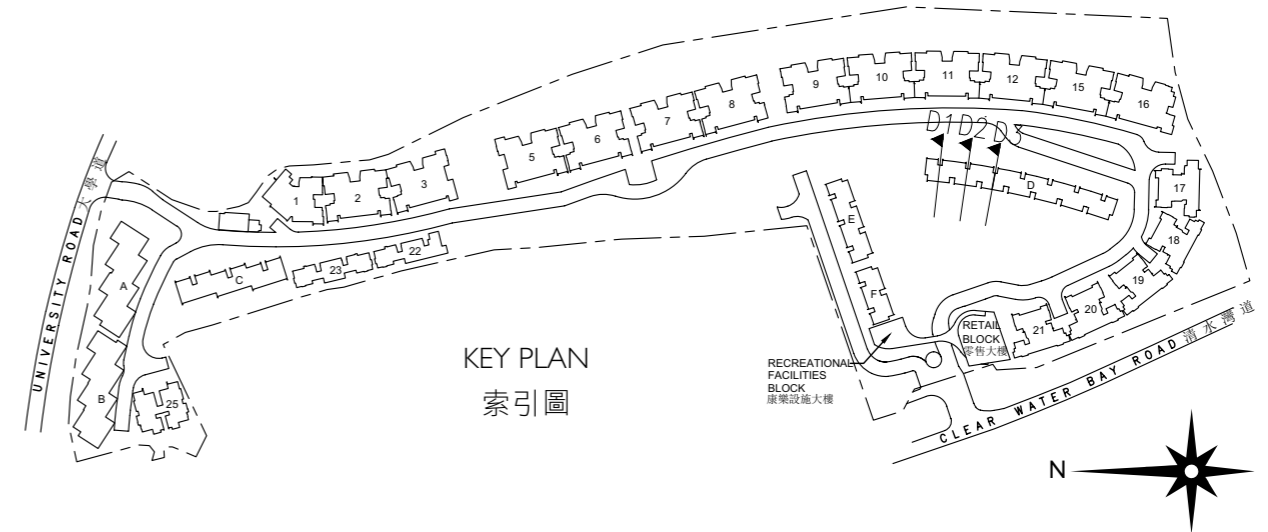 9
10
11
12
15
16
8
7
6
5
3
2
1
D1 D2 D3
D
17
18
19
20
21
E
F
22
23
C
A
B
25
UNIVERSITY ROAD 大學道
KEY PLAN
索引圖
RETAIL
BLOCK
零售大樓
RECREATIONAL
FACILITIES
BLOCK
康樂設施大樓
CLEAR WATER BAY ROAD 清水灣道
N